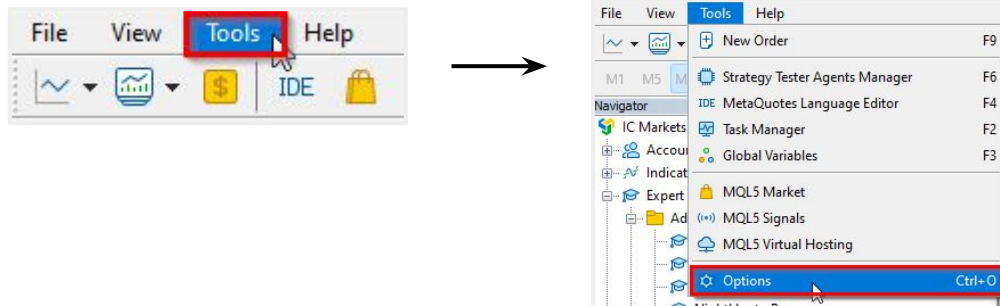 File View Tools Help
IDE
File View Tools Help
New Order F9
M1 M5 M
Strategy Tester Agents Manager F6
Navigator
IDE MetaQuotes Language Editor F4
IC Markets
Task Manager F2
Accou
Global Variables F3
Indicat
Expert
MQL5 Market
Ad
MQL5 Signals
MQL5 Virtual Hosting
Options Ctrl+O